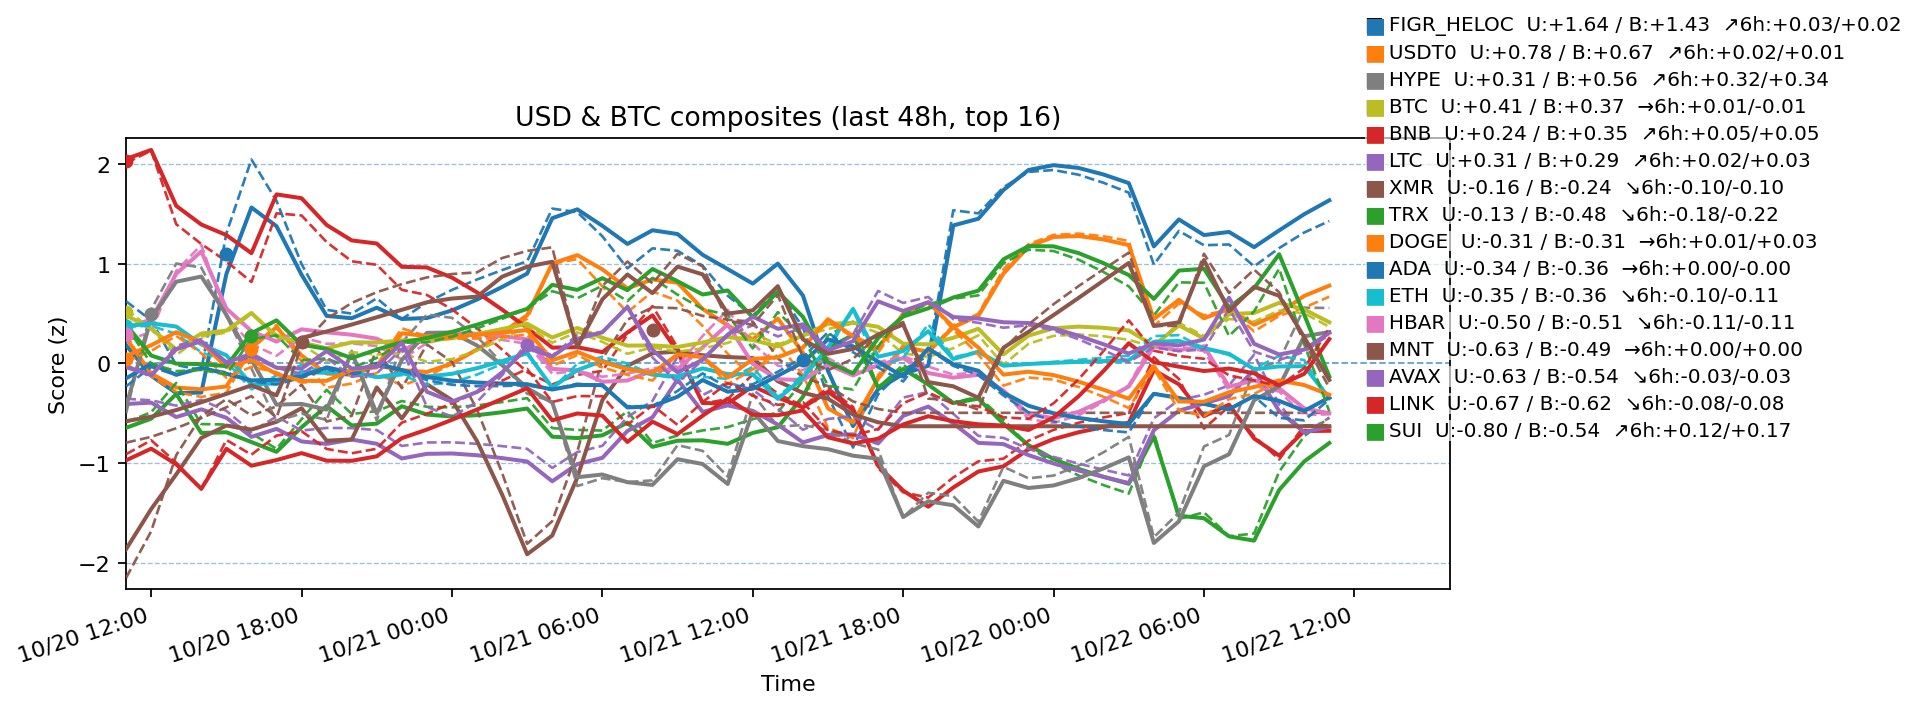 FIGR_HELOC  U:+1.64 / B:+1.43  ↗6h:+0.03/+0.02
USDT0  U:+0.78 / B:+0.67  ↗6h:+0.02/+0.01
HYPE  U:+0.31 / B:+0.56  ↗6h:+0.32/+0.34
BTC  U:+0.41 / B:+0.37  →6h:+0.01/-0.01
BNB  U:+0.24 / B:+0.35  ↗6h:+0.05/+0.05
LTC  U:+0.31 / B:+0.29  ↗6h:+0.02/+0.03
XMR  U:-0.16 / B:-0.24  ↘6h:-0.10/-0.10
TRX  U:-0.13 / B:-0.48  ↘6h:-0.18/-0.22
DOGE  U:-0.31 / B:-0.31  →6h:+0.01/+0.03
ADA  U:-0.34 / B:-0.36  →6h:+0.00/-0.00
ETH  U:-0.35 / B:-0.36  ↘6h:-0.10/-0.11
HBAR  U:-0.50 / B:-0.51  ↘6h:-0.11/-0.11
MNT  U:-0.63 / B:-0.49  →6h:+0.00/+0.00
AVAX  U:-0.63 / B:-0.54  ↘6h:-0.03/-0.03
LINK  U:-0.67 / B:-0.62  ↘6h:-0.08/-0.08
SUI  U:-0.80 / B:-0.54  ↗6h:+0.12/+0.17
USD & BTC composites (last 48h, top 16)
Score (z)
2
1
0
−1
−2
10/20 12:00
10/20 18:00
10/21 00:00
10/21 06:00
10/21 12:00
10/21 18:00
10/22 00:00
10/22 06:00
10/22 12:00
Time